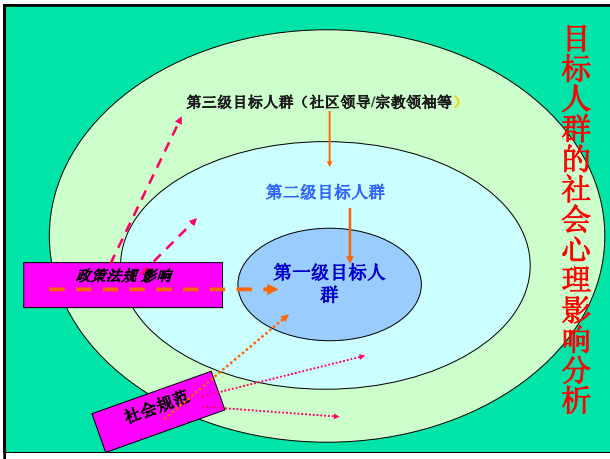 第三级目标人群（社区领导/宗教领袖等）
第二级目标人群
第一级目标人
群
政策法规 影响
社会规范
目标人群的社会心理影响分析